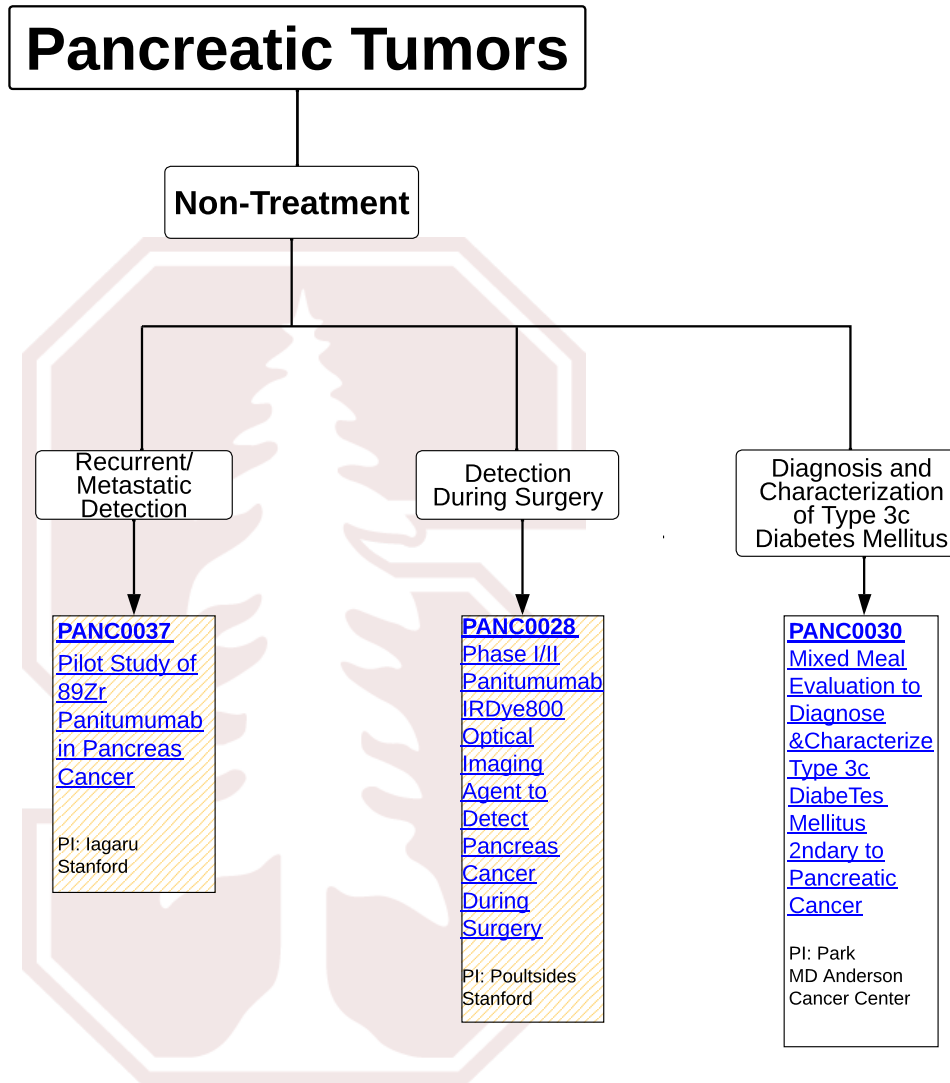 Pancreatic Tumors
Non-Treatment
Recurrent/
Metastatic
Detection
Detection
During Surgery
Diagnosis and
Characterization
of Type 3c
Diabetes Mellitus
PANC0037
Pilot Study of
89Zr
Panitumumab
in Pancreas
Cancer
PI: Iagaru
Stanford
PANC0028
Phase I/II
Panitumumab
IRDye800
Optical
Imaging
Agent to
Detect
Pancreas
Cancer
During
Surgery
PI: Poultsides
Stanford
PANC0030
Mixed Meal
Evaluation to
Diagnose
&Characterize
Type 3c
DiabeTes
Mellitus
2ndary to
Pancreatic
Cancer
PI: Park
MD Anderson
Cancer Center